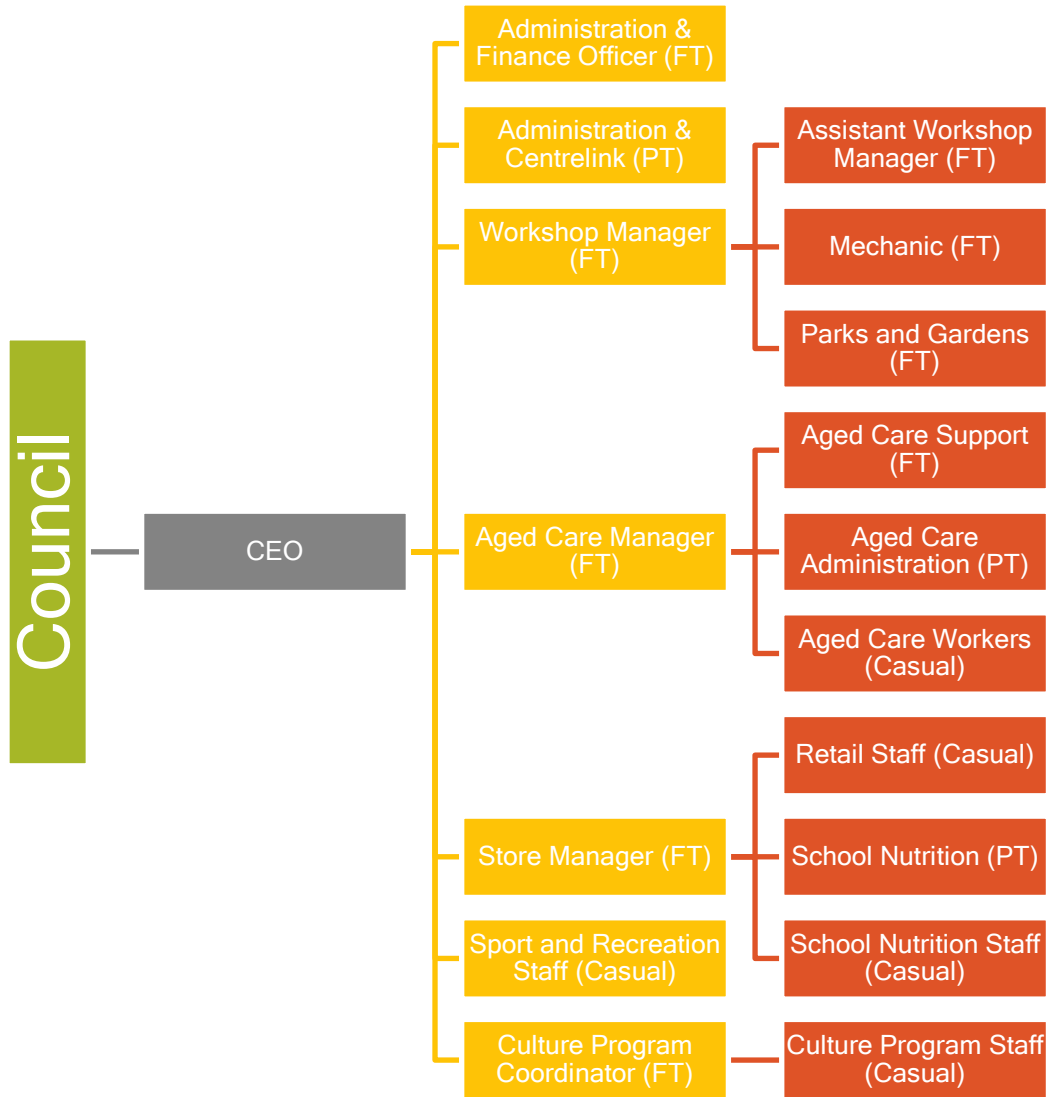 Council
CEO
Administration &
Finance Officer (FT)
Administration &
Centrelink (PT)
Workshop Manager
(FT)
Assistant Workshop
Manager (FT)
Mechanic (FT)
Parks and Gardens
(FT)
Aged Care Manager
(FT)
Aged Care Support
(FT)
Aged Care
Administration (PT)
Aged Care Workers
(Casual)
Store Manager (FT)
Retail Staff (Casual)
School Nutrition (PT)
School Nutrition Staff
(Casual)
Sport and Recreation
Staff (Casual)
Culture Program
Coordinator (FT)
Culture Program Staff
(Casual)